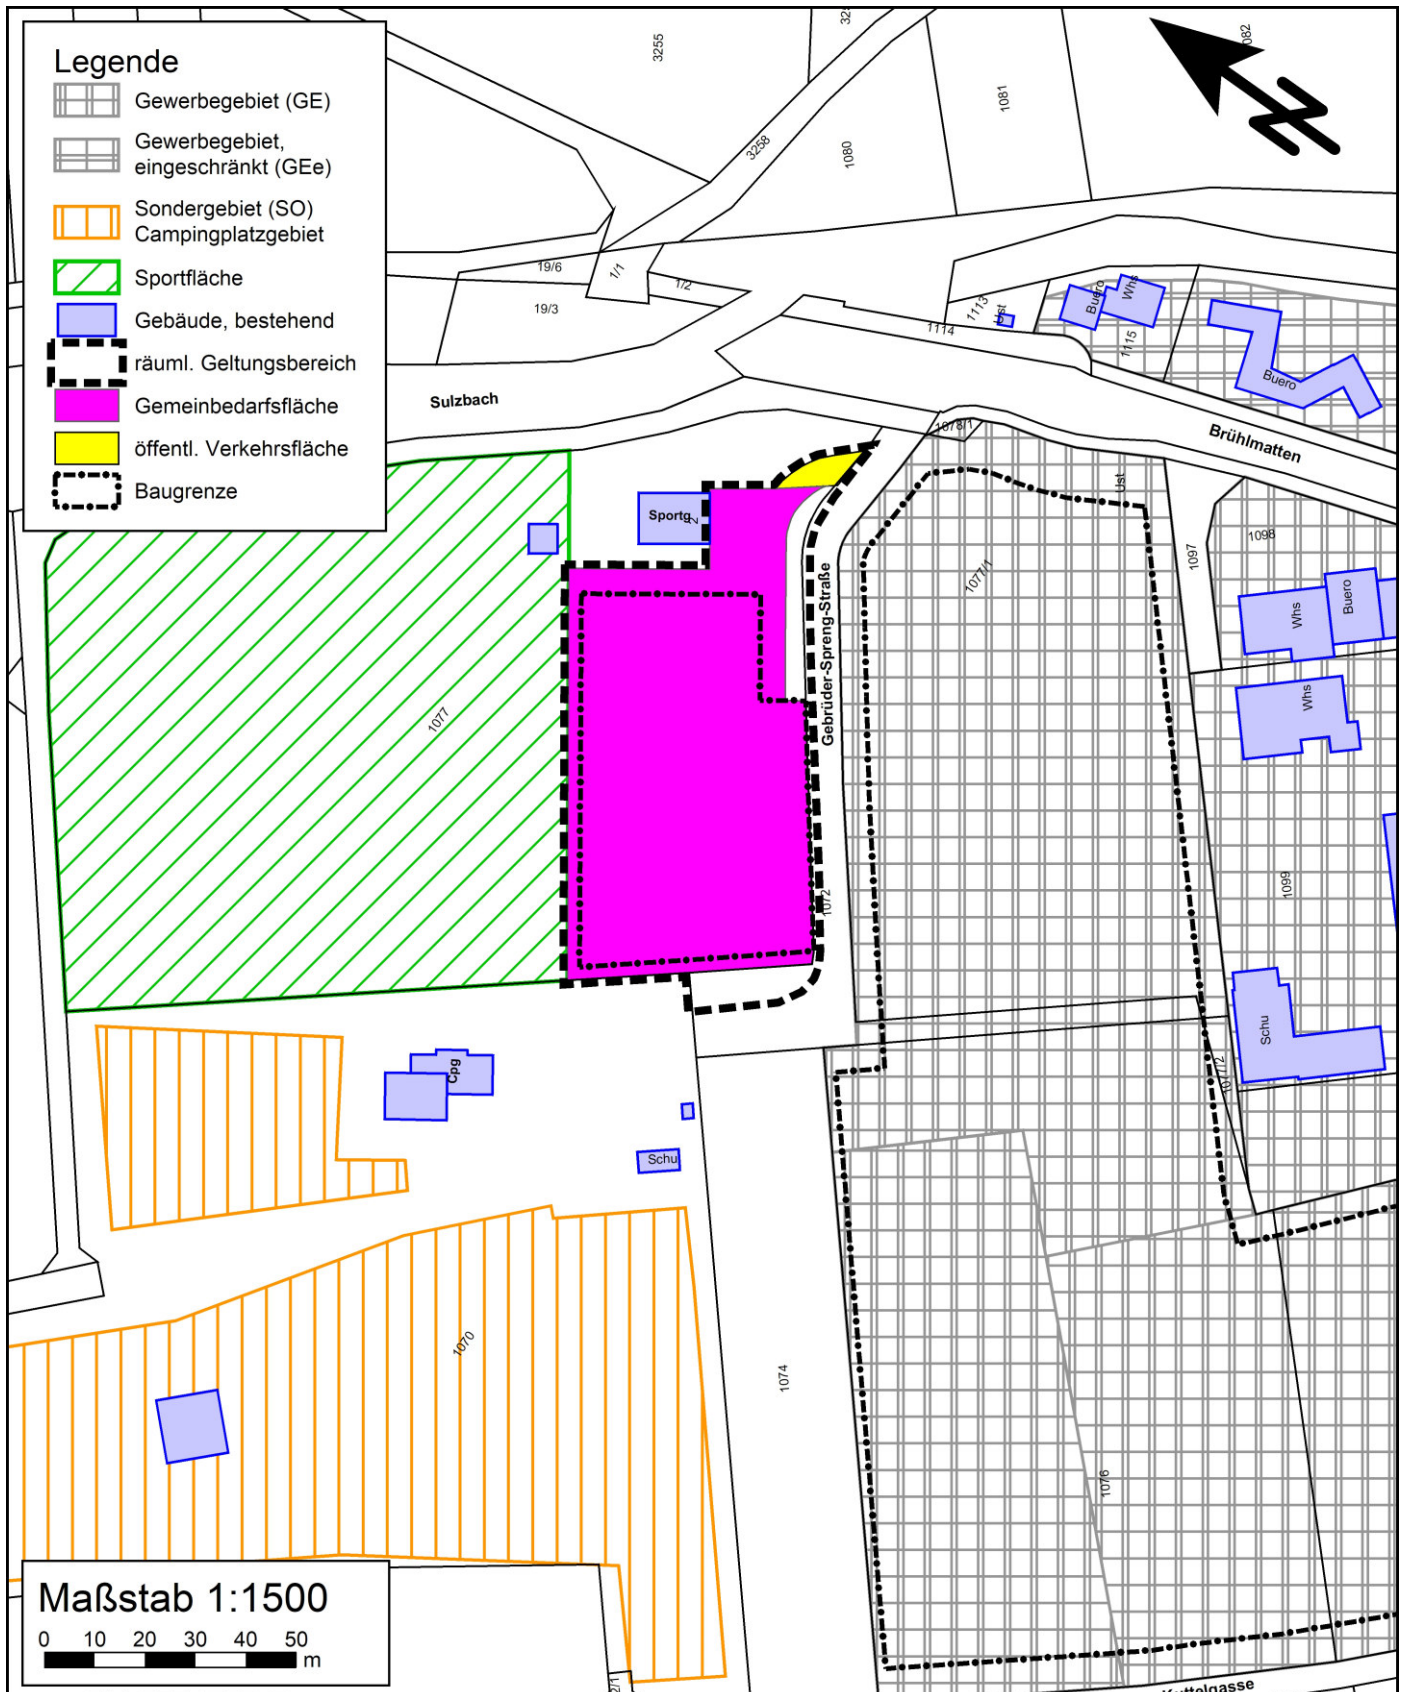 Legende
Gewerbegebiet (GE)
Gewerbegebiet,
eingeschränkt (GEe)
Sondergebiet (SO)
Campingplatzgebiet
Sportfläche
Gebäude, bestehend
räuml. Geltungsbereich
Gemeinbedarfsfläche
öffentl. Verkehrsfläche
Baugrenze
3255
3258
1080
1081
19/6
1/1
1/2
19/3
1113
Ust
1114
Buero
Whs
1115
Buero
Sulzbach
Brühlmatten
1078/1
Ust
Sportg
2
1077/1
1097
1098
Whs
Buero
Whs
Gebrüder-Spreng-Straße
1077
1072
1099
Schu
1077/2
Cpg
Schu
1070
1074
1076
Maßstab 1:1500
0 10 20 30 40 50
m